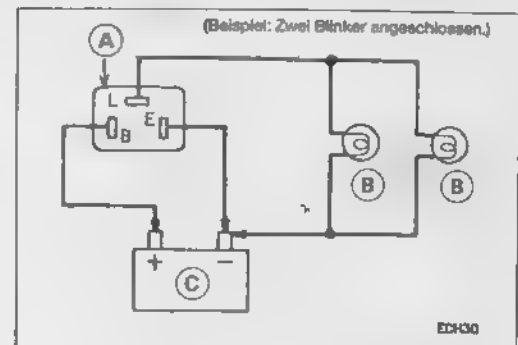 (Beispiel: Zwei Blinker angeschlossen.)
A
L
E
B
B
B
+
−
C
ECH30